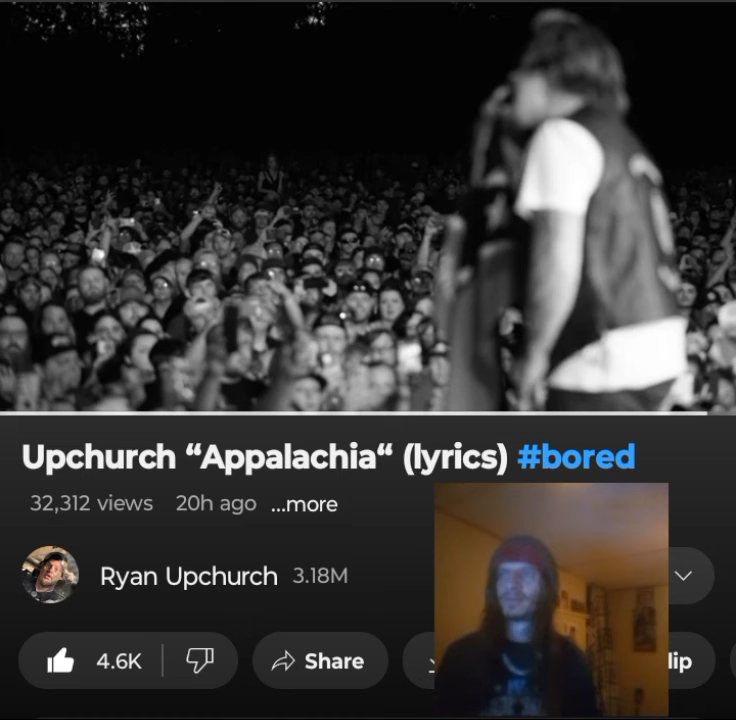 Upchurch “Appalachia“ (lyrics) #bored
32,312 views 20h ago ...more
Ryan Upchurch 3.18M
4.6K Share lip